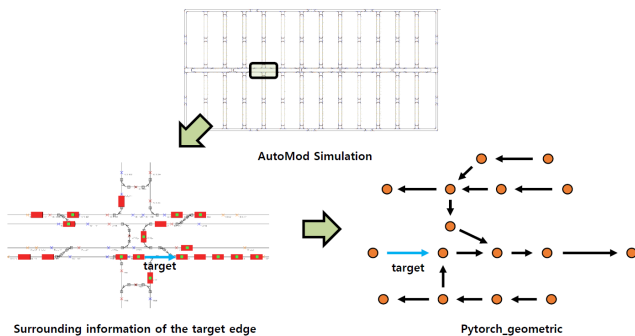 AutoMod Simulation
target
target
Surrounding information of the target edge
Pytorch_geometric